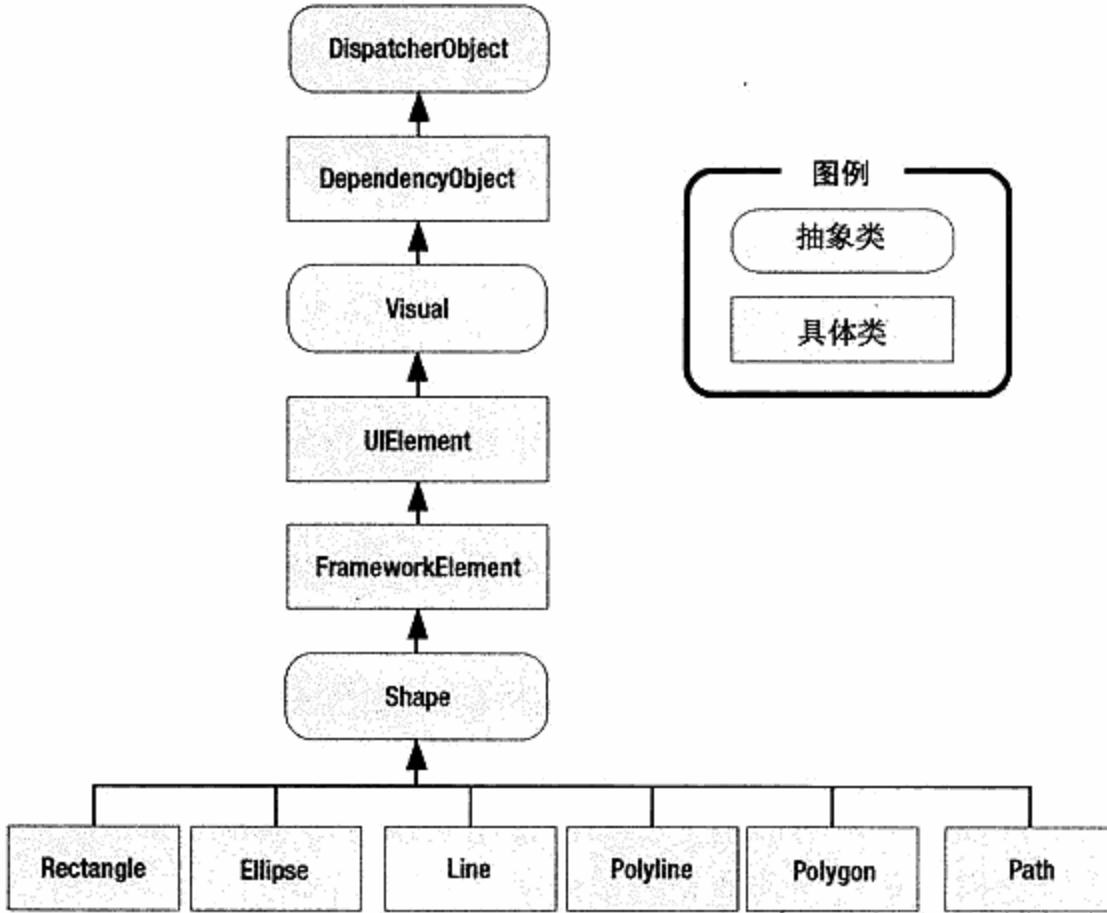 DispatcherObject
DependencyObject
Visual
UIElement
FrameworkElement
Shape
Rectangle
Ellipse
Line
Polyline
Polygon
Path
图例
抽象类
具体类